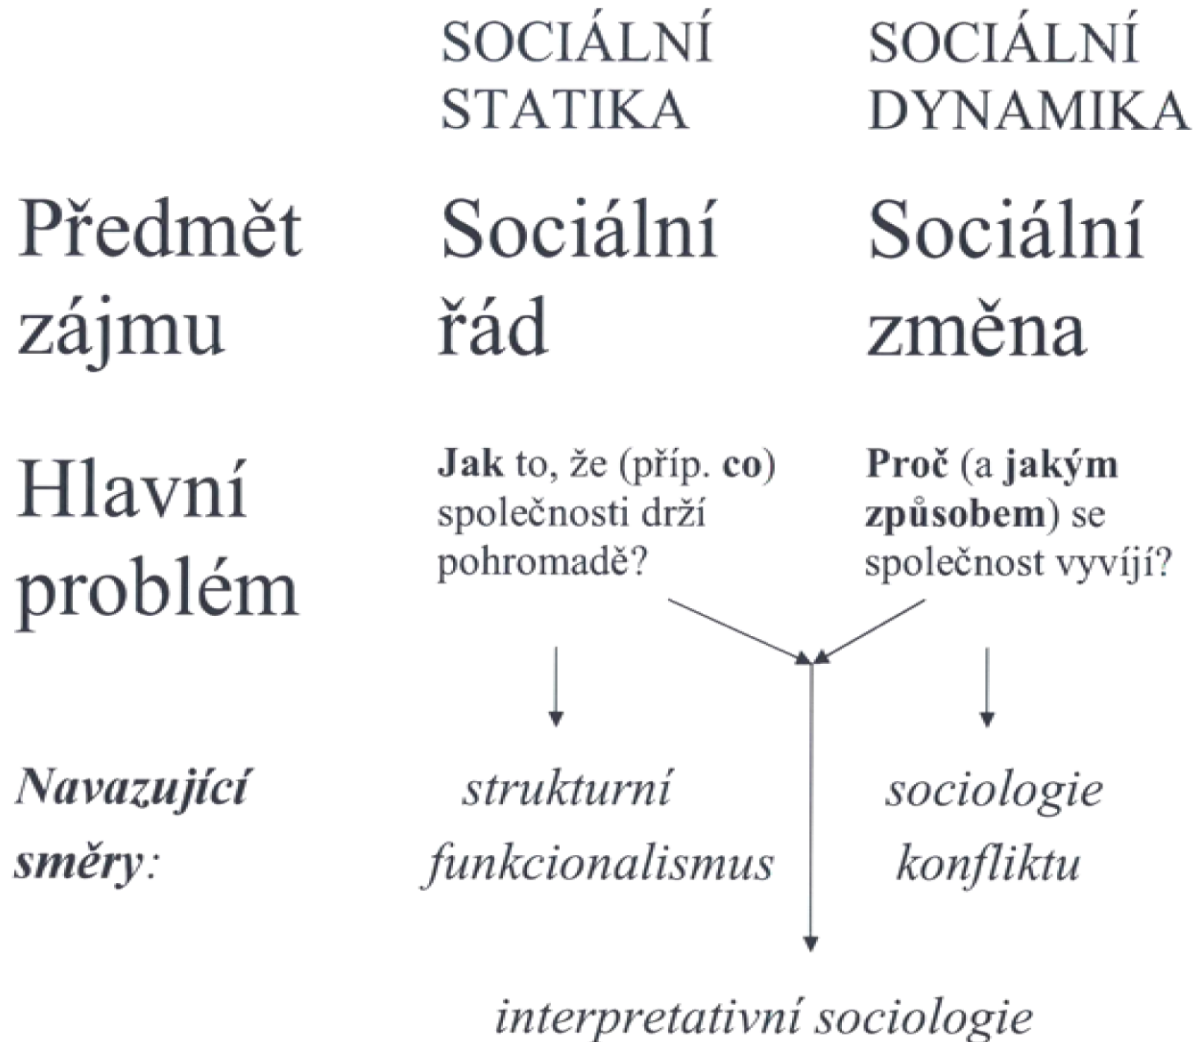 SOCIÁLNÍ SOCIÁLNÍ
STATIKA DYNAMIKA
Předmět Sociální Sociální
zájmu řád změna
Hlavní
problém
Jak to, že (příp. co)
společnosti drží
pohromadě?
Proč (a jakým
způsobem) se
společnost vyvíjí?
Navazující strukturní sociologie
směry: funkcionalismus konfliktu
interpretativní sociologie